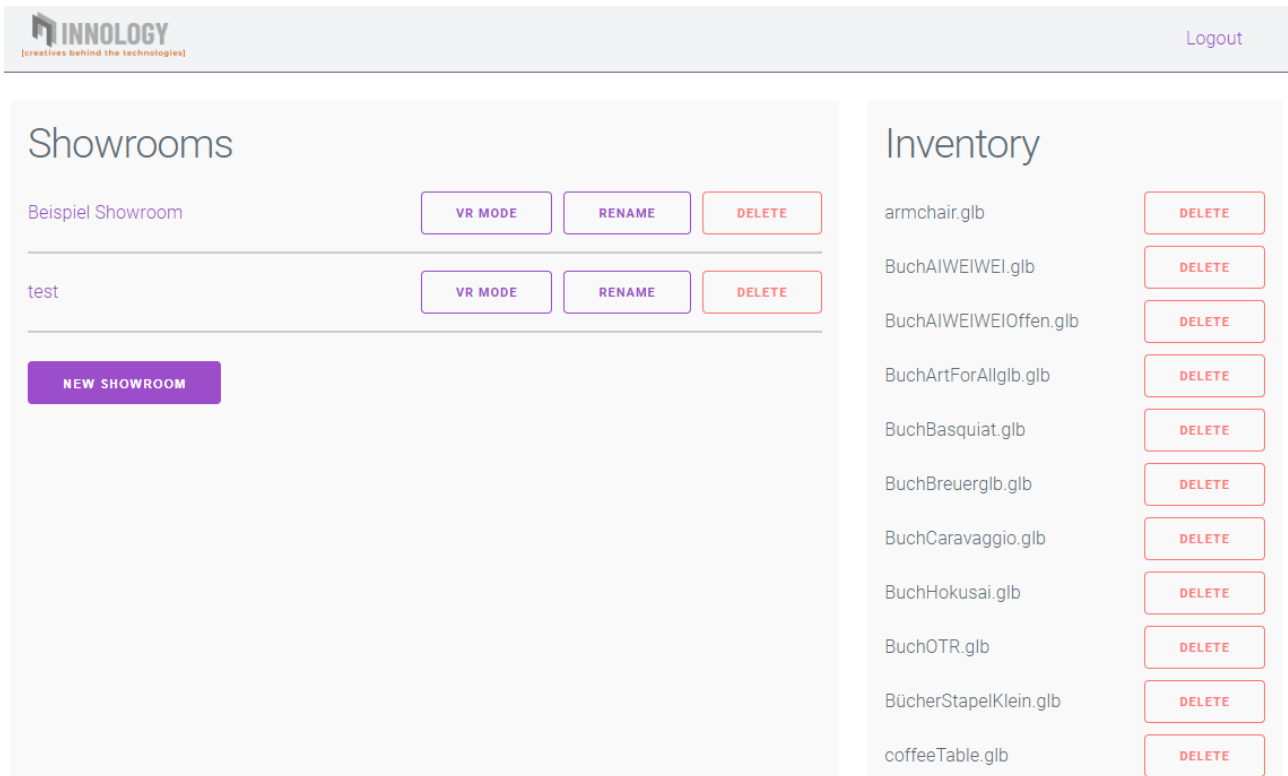 INNOLOGY
[creatives behind the technologies]
Logout
Showrooms
Beispiel Showroom VR MODE RENAME DELETE
test VR MODE RENAME DELETE
NEW SHOWROOM
Inventory
armchair.glb DELETE
BuchAIWEIWEI.glb DELETE
BuchAIWEIWEIOffen.glb DELETE
BuchArtForAllglb.glb DELETE
BuchBasquiat.glb DELETE
BuchBreuerglb.glb DELETE
BuchCaravaggio.glb DELETE
BuchHokusai.glb DELETE
BuchOTR.glb DELETE
BücherStapelKlein.glb DELETE
coffeeTable.glb DELETE